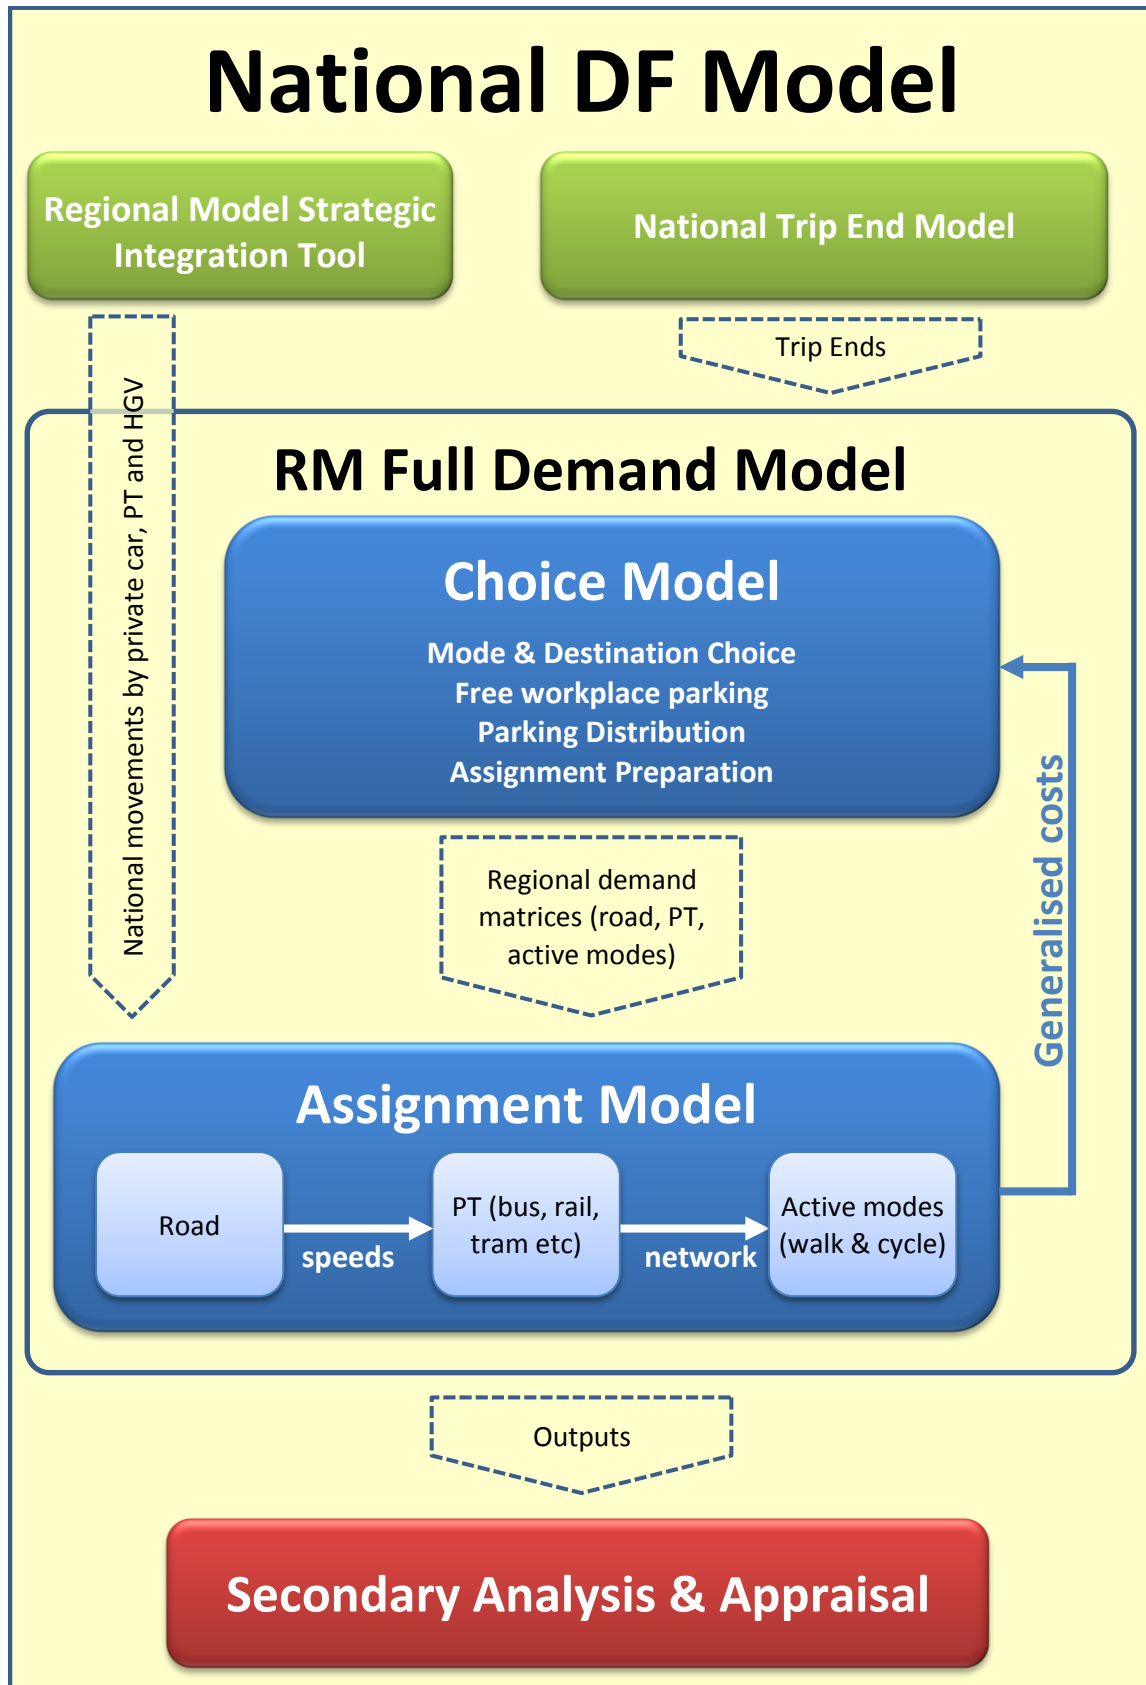 National DF Model
Regional Model Strategic
Integration Tool
National Trip End Model
Trip Ends
National movements by private car, PT and HGV
RM Full Demand Model
Choice Model
Mode & Destination Choice
Free workplace parking
Parking Distribution
Assignment Preparation
Regional demand
matrices (road, PT,
active modes)
Generalised costs
Assignment Model
Road
speeds
PT (bus, rail,
tram etc)
network
Active modes
(walk & cycle)
Outputs
Secondary Analysis & Appraisal